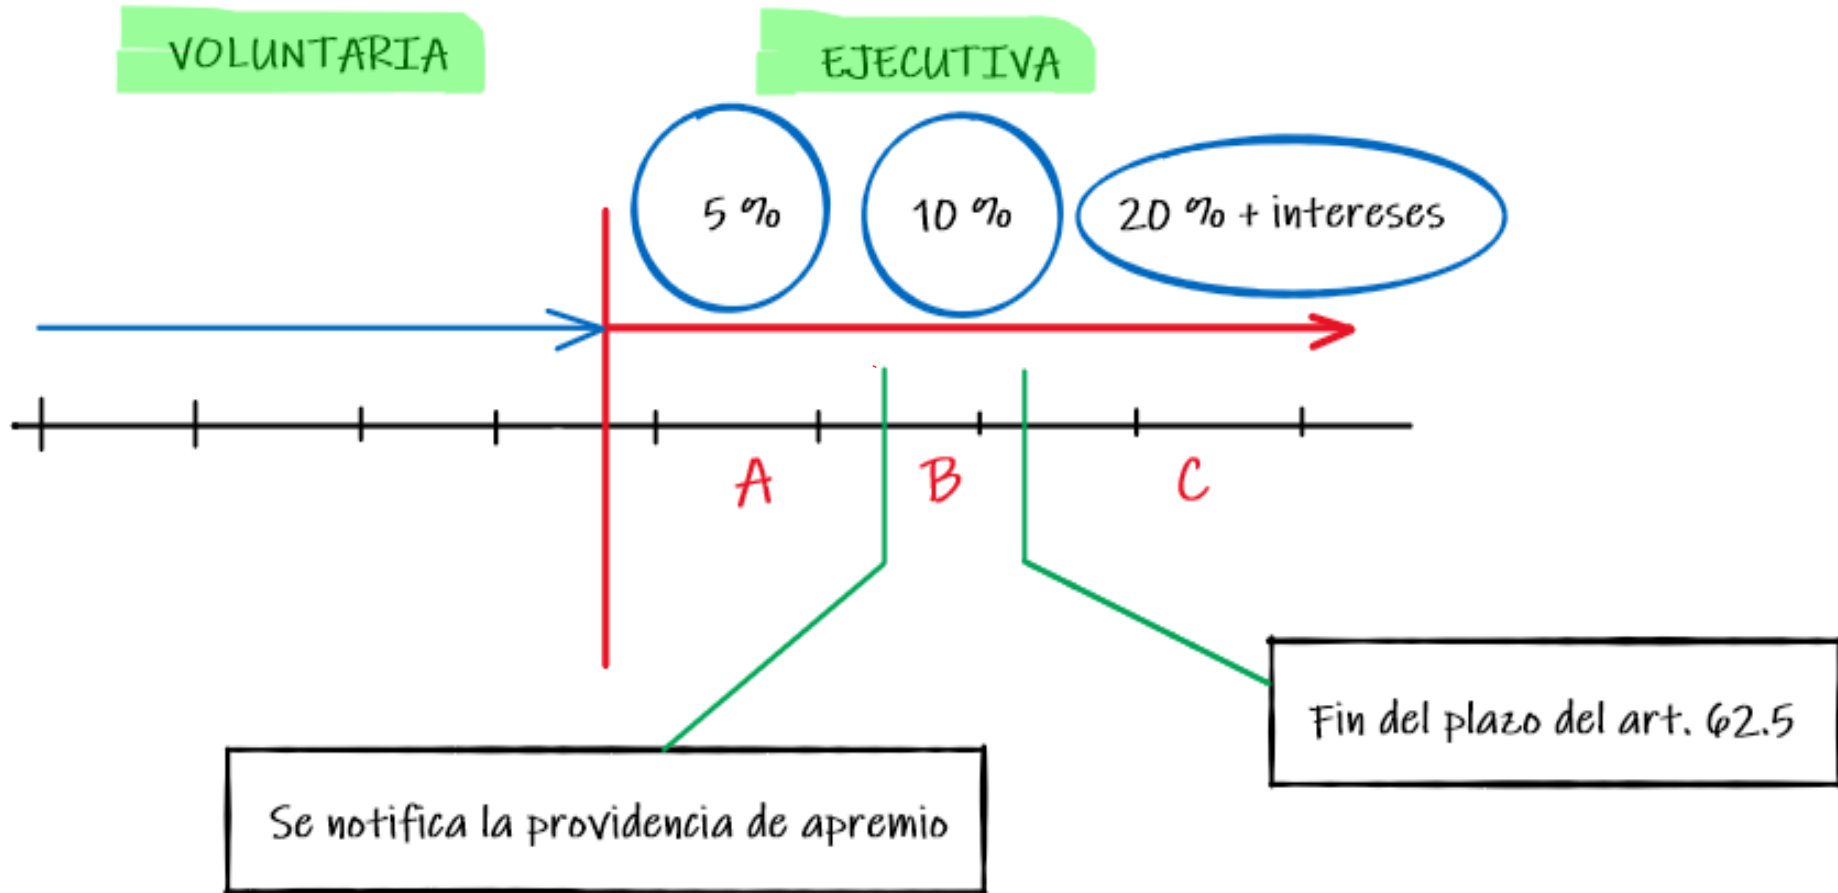 VOLUNTARIA
EJECUTIVA
5 %
10 %
20 % + intereses
A
B
C
Fin del plazo del art. 62.5
Se notifica la providencia de apremio